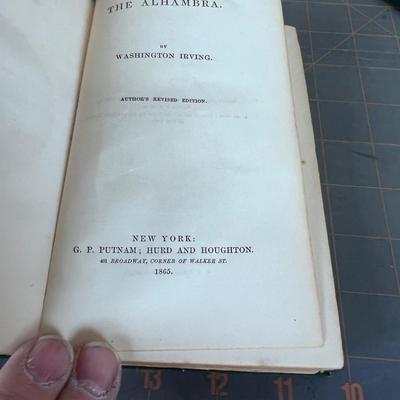 THE ALHAMBRA.
BY
WASHINGTON IRVING.
AUTHOR'S REVISED EDITION.
NEW YORK:
G. P. PUTNAM; HURD AND HOUGHTON.
401 BROADWAY, CORNER OF WALKER ST.
1865.
13
12
11
10